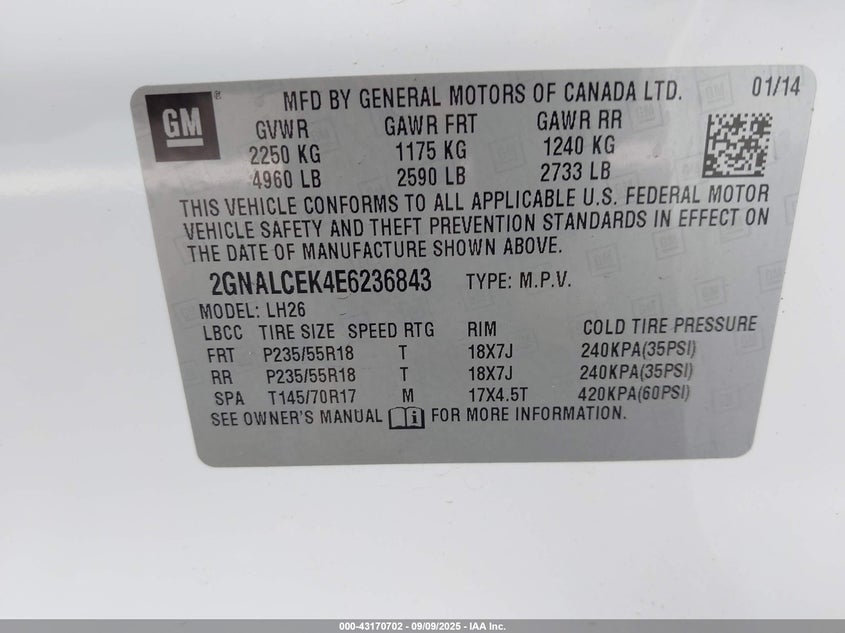 GM ® MFD BY GENERAL MOTORS OF CANADA LTD. 01/14
GVWR GAWR FRT GAWR RR
2250 KG 1175 KG 1240 KG
4960 LB 2590 LB 2733 LB
THIS VEHICLE CONFORMS TO ALL APPLICABLE U.S. FEDERAL MOTOR
VEHICLE SAFETY AND THEFT PREVENTION STANDARDS IN EFFECT ON
THE DATE OF MANUFACTURE SHOWN ABOVE.
2GNALCEK4E6236843 TYPE: M.P.V.
MODEL: LH26
LBCC TIRE SIZE SPEED RTG RIM COLD TIRE PRESSURE
FRT P235/55R18 T 18X7J 240KPA(35PSI)
RR P235/55R18 T 18X7J 240KPA(35PSI)
SPA T145/70R17 M 17X4.5T 420KPA(60PSI)
SEE OWNER'S MANUAL FOR MORE INFORMATION.
000-43170702 - 09/09/2025 - IAA Inc.